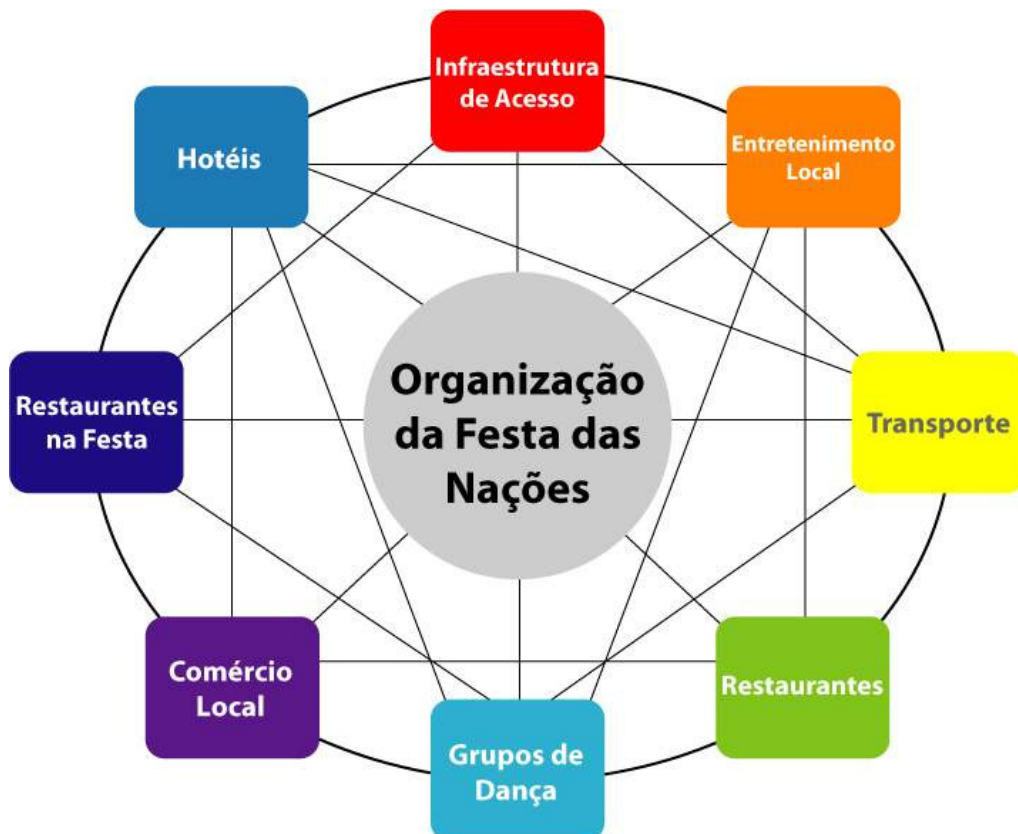 Infraestrutura
de Acesso
Hotéis
Entretenimento
Local
Organização
da Festa das
Nações
Restaurantes
na Festa
Transporte
Comércio
Local
Restaurantes
Grupos de
Dança